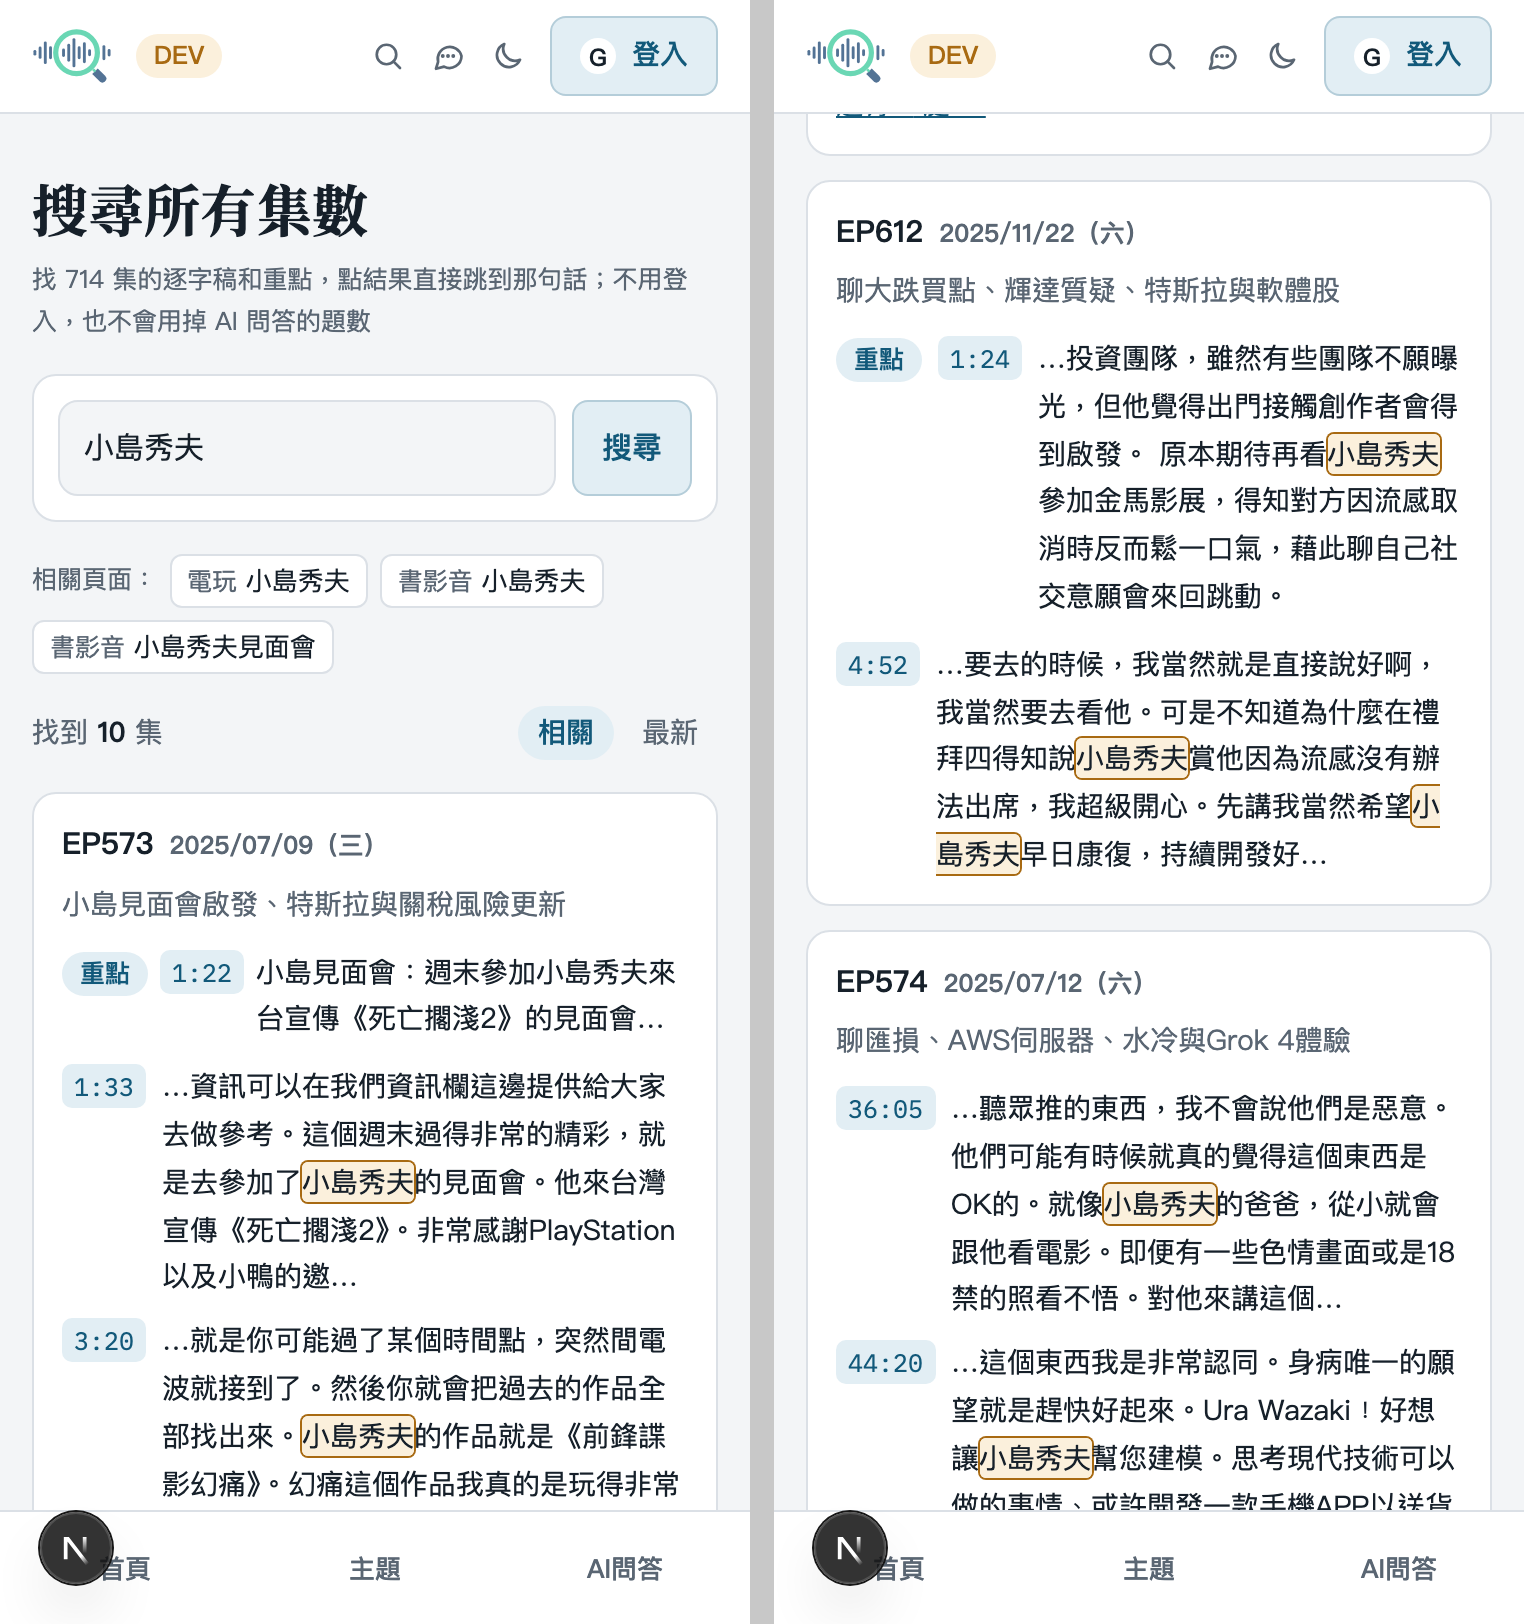 DEV
G 登入
搜尋所有集數
找 714 集的逐字稿和重點，點結果直接跳到那句話；不用登
入，也不會用掉 AI 問答的題數
小島秀夫
搜尋
相關頁面：
電玩 小島秀夫
書影音 小島秀夫
書影音 小島秀夫見面會
找到 10 集
相關
最新
EP573 2025/07/09（三）
小島見面會啟發、特斯拉與關稅風險更新
重點 1:22 小島見面會：週末參加小島秀夫來
台宣傳《死亡擱淺2》的見面會...
1:33 ...資訊可以在我們資訊欄這邊提供給大家
去做參考。這個週末過得非常的精彩，就
是去參加了小島秀夫的見面會。他來台灣
宣傳《死亡擱淺2》。非常感謝PlayStation
以及小鴨的邀...
3:20 ...就是你可能過了某個時間點，突然間電
波就接到了。然後你就會把過去的作品全
部找出來。小島秀夫的作品就是《前鋒諜
影幻痛》。幻痛這個作品我真的是玩得非常
N
首頁
主題
AI問答
DEV
G 登入
EP612 2025/11/22（六）
聊大跌買點、輝達質疑、特斯拉與軟體股
重點 1:24 ...投資團隊，雖然有些團隊不願曝
光，但他覺得出門接觸創作者會得
到啟發。 原本期待再看小島秀夫
參加金馬影展，得知對方因流感取
消時反而鬆一口氣，藉此聊自己社
交意願會來回跳動。
4:52 ...要去的時候，我當然就是直接說好啊，
我當然要去看他。可是不知道為什麼在禮
拜四得知說小島秀夫賞他因為流感沒有辦
法出席，我超級開心。先講我當然希望小
島秀夫早日康復，持續開發好...
EP574 2025/07/12（六）
聊匯損、AWS伺服器、水冷與Grok 4體驗
36:05 ...聽眾推的東西，我不會說他們是惡意。
他們可能有時候就真的覺得這個東西是
OK的。就像小島秀夫的爸爸，從小就會
跟他看電影。即便有一些色情畫面或是18
禁的照看不悟。對他來講這個...
44:20 ...這個東西我是非常認同。身病唯一的願
望就是趕快好起來。Ura Wazaki！好想
讓小島秀夫幫您建模。思考現代技術可以
做的事情、或許開發一款手機APP以送貨
N
首頁
主題
AI問答